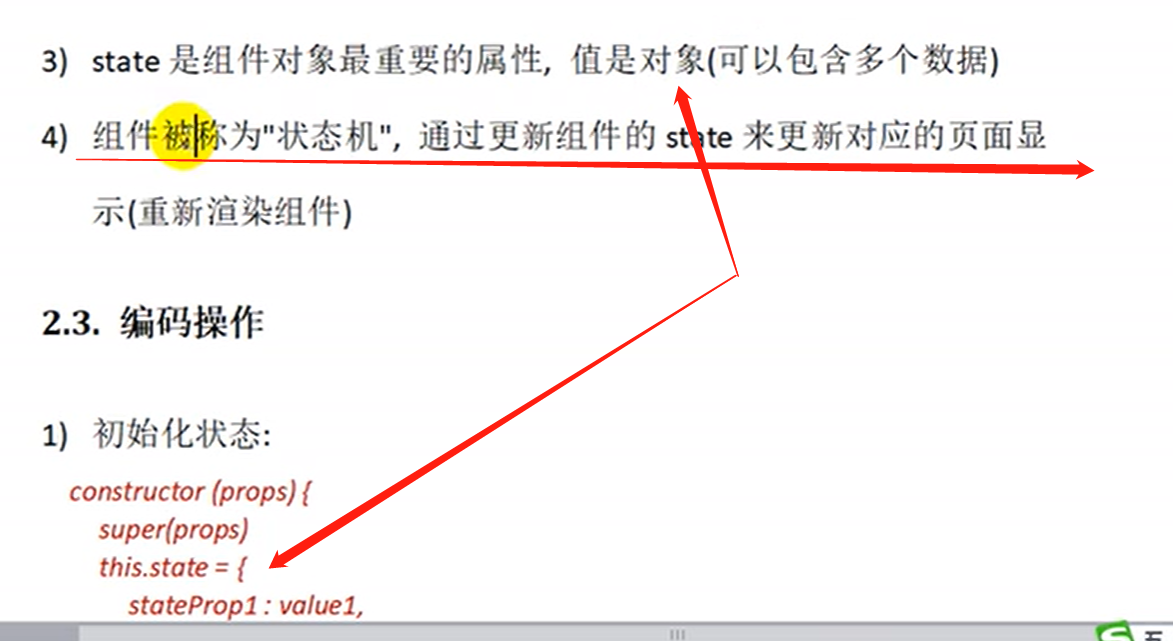 3) state 是组件对象最重要的属性, 值是对象(可以包含多个数据)
4) 组件被称为"状态机", 通过更新组件的 state 来更新对应的页面显
示(重新渲染组件)
2.3. 编码操作
1) 初始化状态:
constructor (props) {
super(props)
this.state = {
stateProp1 : value1,